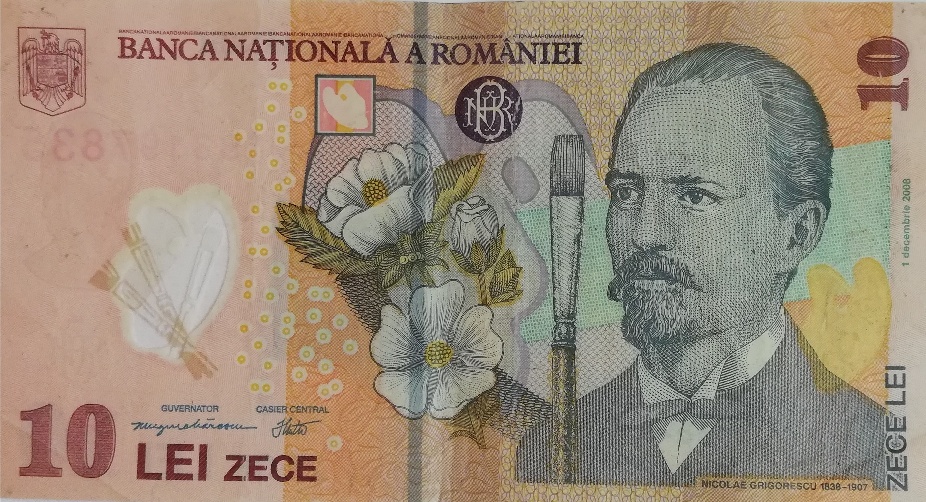 BANCA NAȚIONALĂ A ROMÂNIEI
10
1 decembrie 2008
GUVERNATOR CASIER CENTRAL
10 LEI ZECE
ZECE LEI
NICOLAE GRIGORESCU 1838-1907